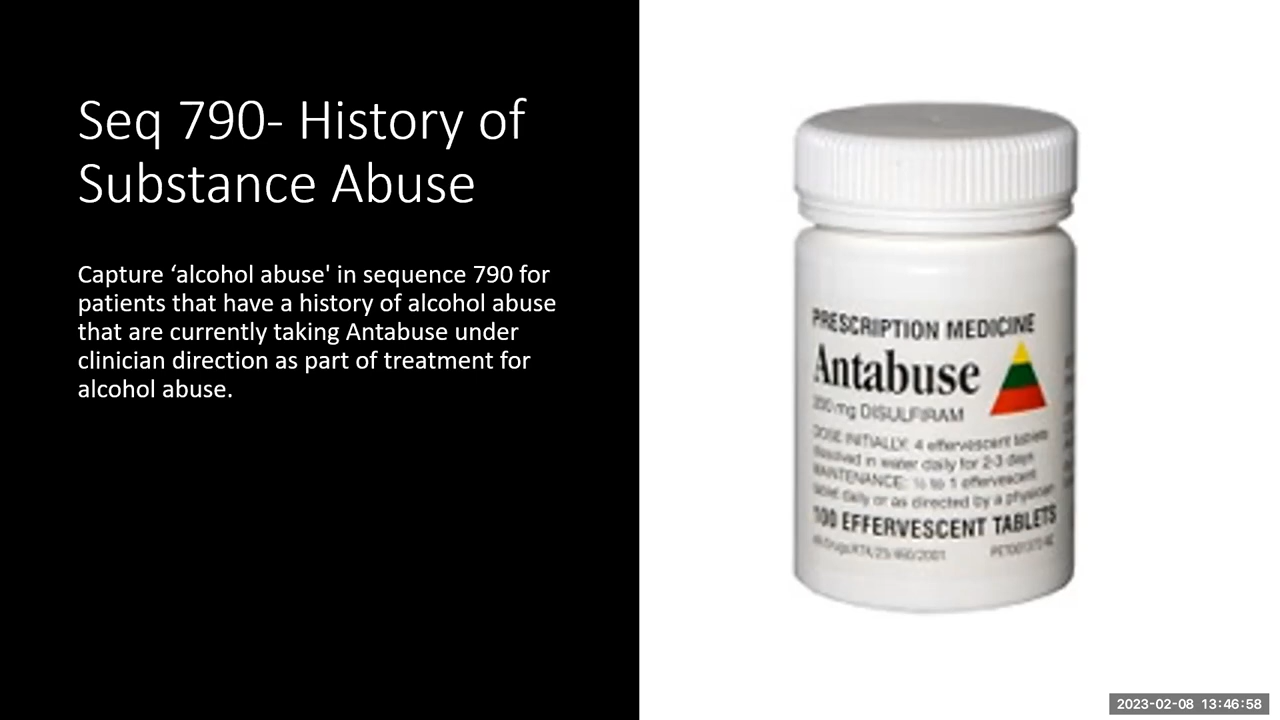 Seq 790- History of
Substance Abuse
Capture ‘alcohol abuse' in sequence 790 for
patients that have a history of alcohol abuse
that are currently taking Antabuse under
clinician direction as part of treatment for
alcohol abuse.
PRESCRIPTION MEDICINE
Antabuse
200 mg DISULFIRAM
DOSE INITIALLY: 4 effervescent tablets
dissolved in water daily for 2-3 days
MAINTENANCE: ½ to 1 effervescent
tablet daily or as directed by a physician
100 EFFERVESCENT TABLETS
2023-02-08 13:46:58